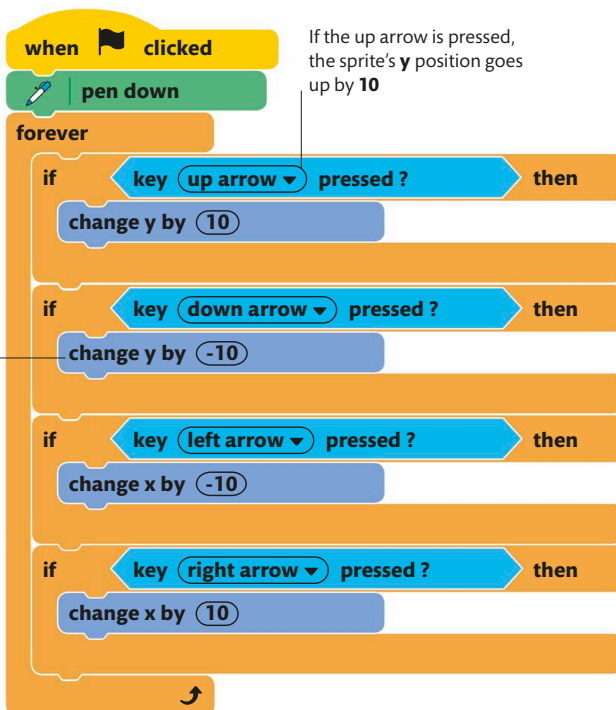 when clicked
If the up arrow is pressed,
the sprite's y position goes
up by 10
pen down
forever
if key up arrow pressed ? then
change y by 10
if key down arrow pressed ? then
change y by -10
if key left arrow pressed ? then
change x by -10
if key right arrow pressed ? then
change x by 10